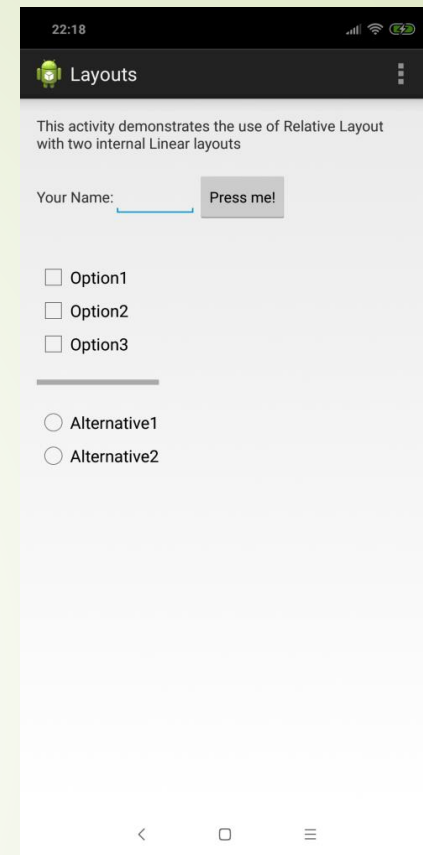 22:18
Layouts
This activity demonstrates the use of Relative Layout
with two internal Linear layouts
Your Name: Press me!
Option1
Option2
Option3
Alternative1
Alternative2